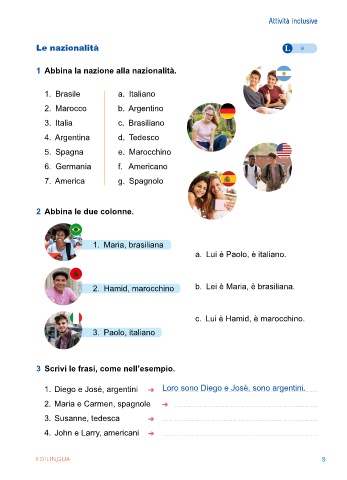 Attività inclusive
Le nazionalità
L
1 Abbina la nazione alla nazionalità.
1. Brasile a. Italiano
2. Marocco b. Argentino
3. Italia c. Brasiliano
4. Argentina d. Tedesco
5. Spagna e. Marocchino
6. Germania f. Americano
7. America g. Spagnolo
2 Abbina le due colonne.
1. Maria, brasiliana
a. Lui è Paolo, è italiano.
2. Hamid, marocchino b. Lei è Maria, è brasiliana.
c. Lui è Hamid, è marocchino.
3. Paolo, italiano
3 Scrivi le frasi, come nell'esempio.
1. Diego e José, argentini ➔ Loro sono Diego e Josè, sono argentini.
2. Maria e Carmen, spagnole ➔
3. Susanne, tedesca ➔
4. John e Larry, americani ➔
EDILINGUA 9